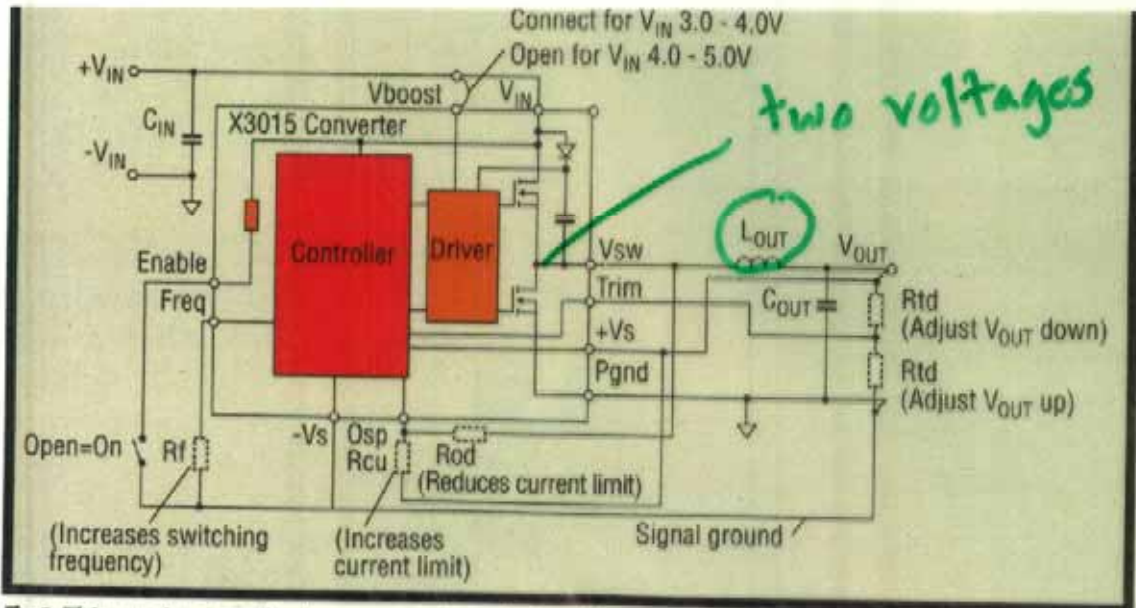 Connect for VIN 3.0 - 4.0V
Open for VIN 4.0 - 5.0V
+VIN
Vboost
VIN
two voltages
CIN
X3015 Converter
-VIN
Controller
Driver
LOUT
VOUT
Enable
Vsw
Freq
Trim
COUT
Rtd
(Adjust VOUT down)
+Vs
Pgnd
Rtd
(Adjust VOUT up)
Open=On
Rf
-Vs
Osp
Rcu
Rod
(Reduces current limit)
(Increases switching
frequency)
(Increases
current limit)
Signal ground